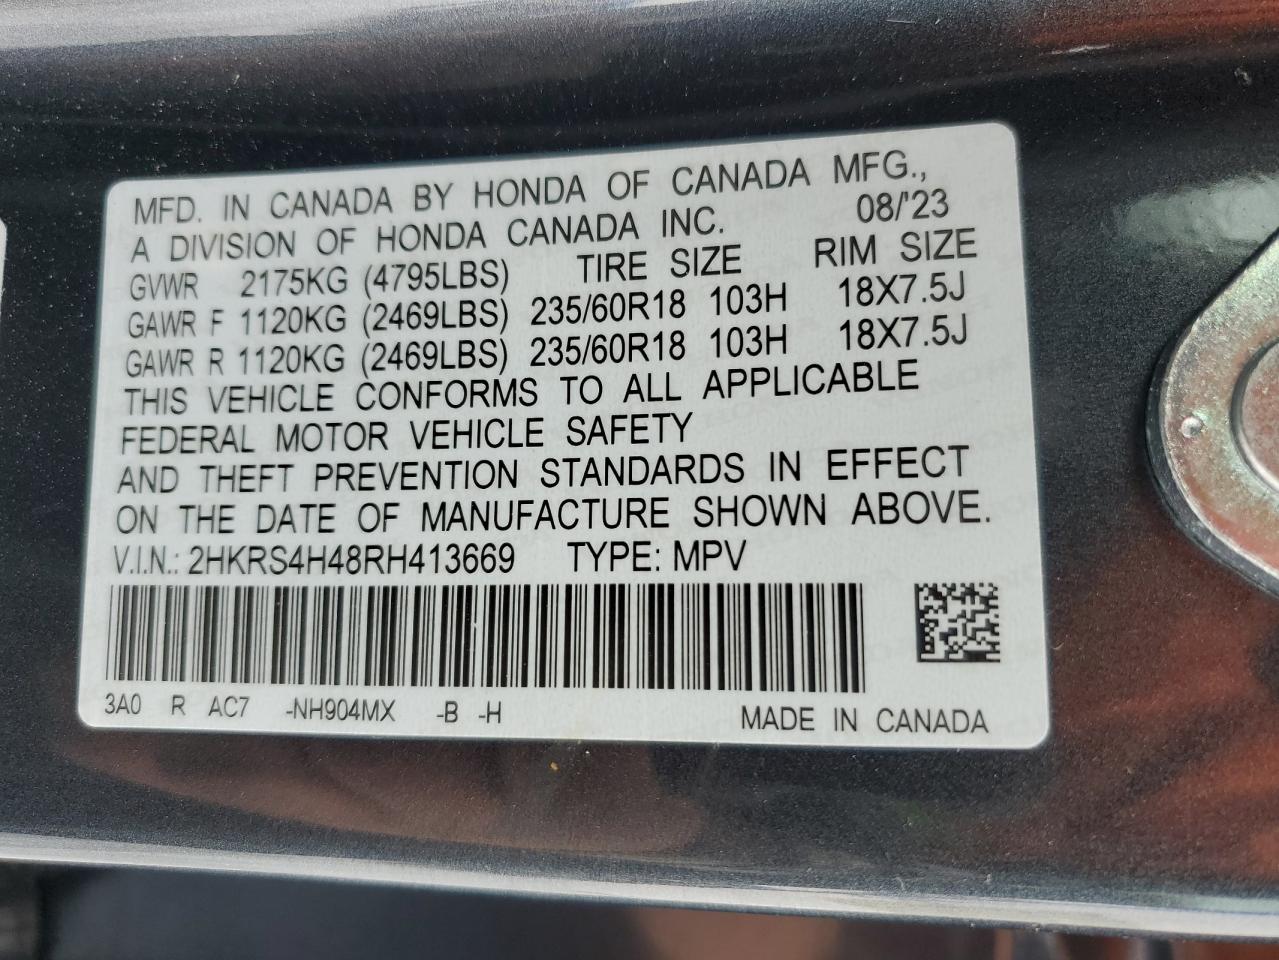 MFD. IN CANADA BY HONDA OF CANADA MFG.,
A DIVISION OF HONDA CANADA INC. 08/'23
GVWR 2175KG (4795LBS) TIRE SIZE RIM SIZE
GAWR F 1120KG (2469LBS) 235/60R18 103H 18X7.5J
GAWR R 1120KG (2469LBS) 235/60R18 103H 18X7.5J
THIS VEHICLE CONFORMS TO ALL APPLICABLE
FEDERAL MOTOR VEHICLE SAFETY
AND THEFT PREVENTION STANDARDS IN EFFECT
ON THE DATE OF MANUFACTURE SHOWN ABOVE.
V.I.N.: 2HKRS4H48RH413669 TYPE: MPV
3A0 R AC7 -NH904MX -B -H MADE IN CANADA